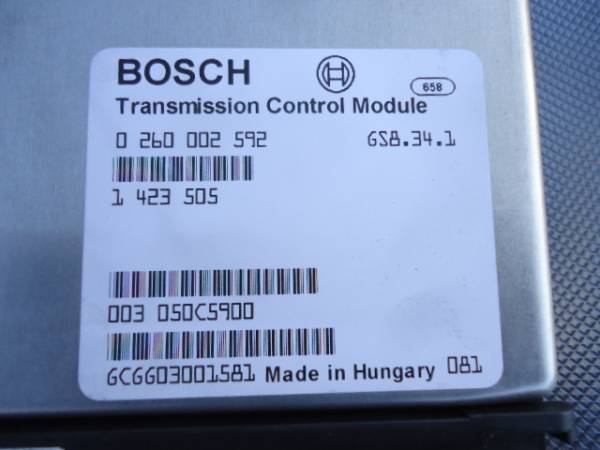 BOSCH
658
Transmission Control Module
0 260 002 592 GS8.34.1
1 423 505
003 050C5900
GCGG03001581 Made in Hungary 081